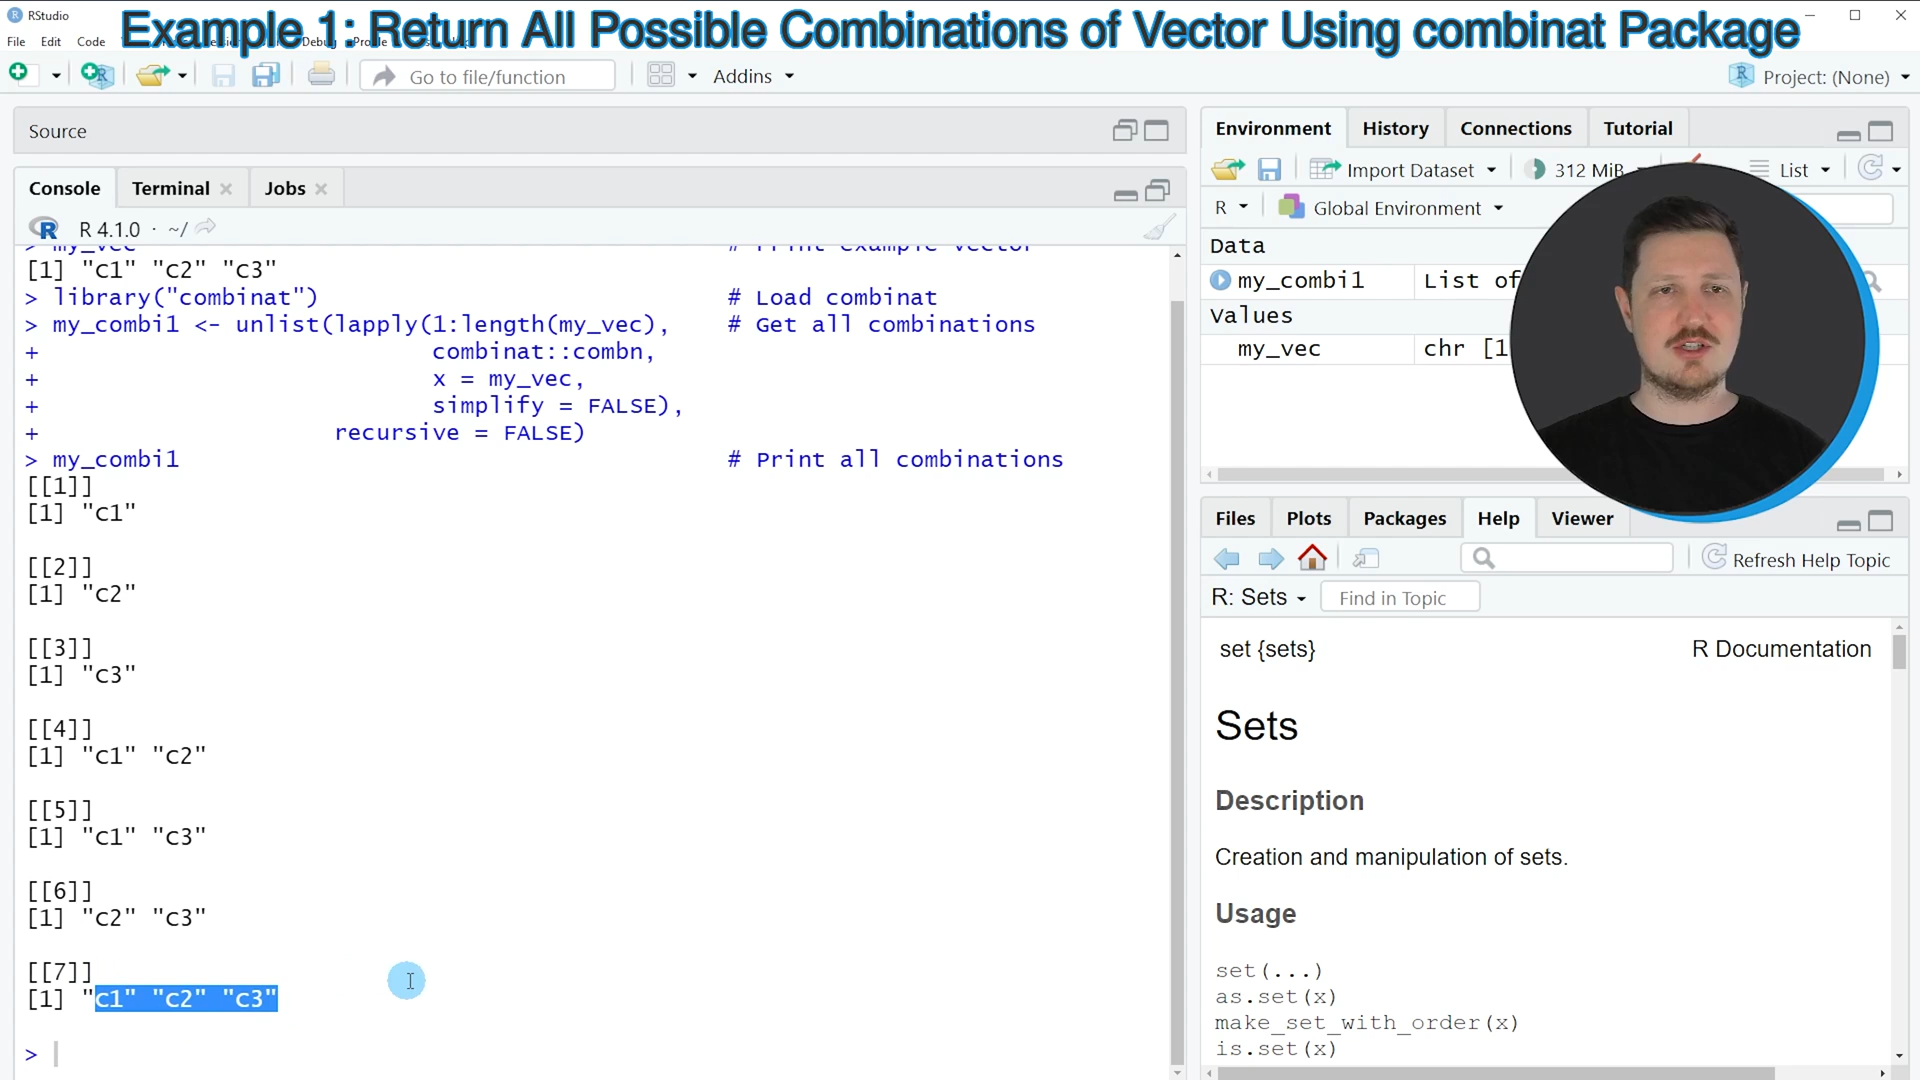 RStudio
Example 1: Return All Possible Combinations of Vector Using combinat Package
File Edit Code
Go to file/function
Addins
Project: (None)
Source
Console Terminal Jobs
R 4.1.0 · ~/
> my_vec # Print example vector
[1] "c1" "c2" "c3"
> library("combinat") # Load combinat
> my_combi1 <- unlist(lapply(1:length(my_vec), # Get all combinations
+ combinat::combn,
+ x = my_vec,
+ simplify = FALSE),
+ recursive = FALSE)
> my_combi1 # Print all combinations
[[1]]
[1] "c1"
[[2]]
[1] "c2"
[[3]]
[1] "c3"
[[4]]
[1] "c1" "c2"
[[5]]
[1] "c1" "c3"
[[6]]
[1] "c2" "c3"
[[7]]
[1] "c1" "c2" "c3"
>
Environment History Connections Tutorial
Import Dataset 312 MiB List
R Global Environment
Data
my_combi1 List of
Values
my_vec chr [1
Files Plots Packages Help Viewer
Refresh Help Topic
R: Sets Find in Topic
set {sets} R Documentation
Sets
Description
Creation and manipulation of sets.
Usage
set(...)
as.set(x)
make_set_with_order(x)
is.set(x)